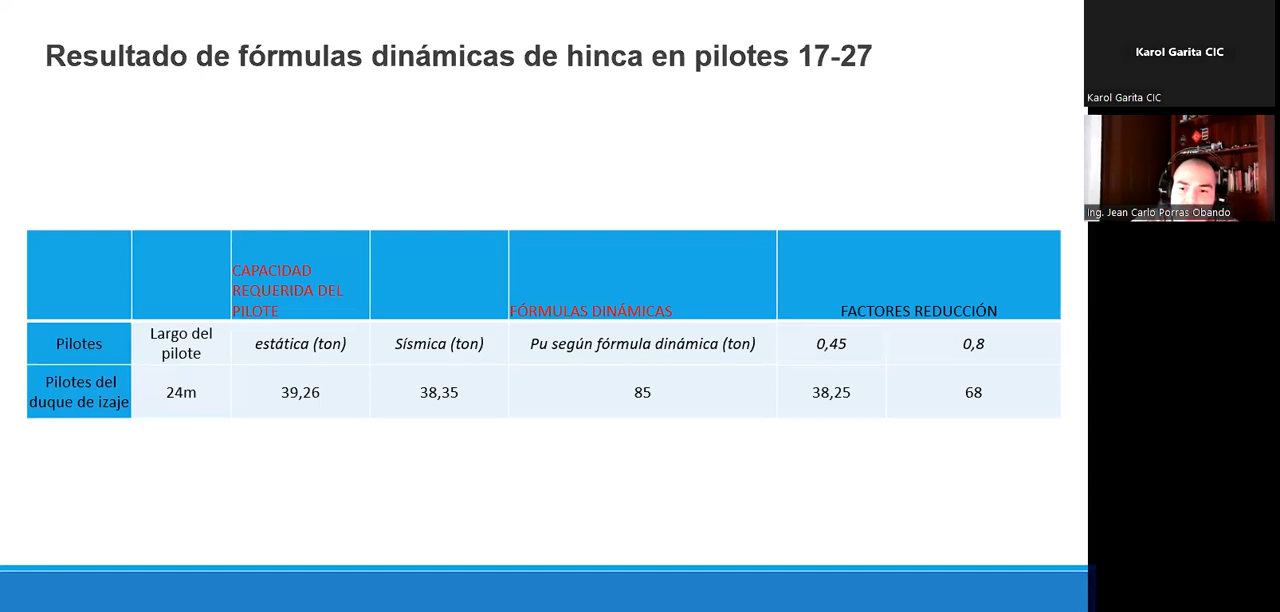 Resultado de fórmulas dinámicas de hinca en pilotes 17-27
Karol Garita CIC
Karol Garita CIC
Ing. Jean Carlo Porras Obando
CAPACIDAD
REQUERIDA DEL
PILOTE
FÓRMULAS DINÁMICAS
FACTORES REDUCCIÓN
Pilotes
Largo del
pilote
estática (ton)
Sísmica (ton)
Pu según fórmula dinámica (ton)
0,45
0,8
Pilotes del
duque de izaje
24m
39,26
38,35
85
38,25
68